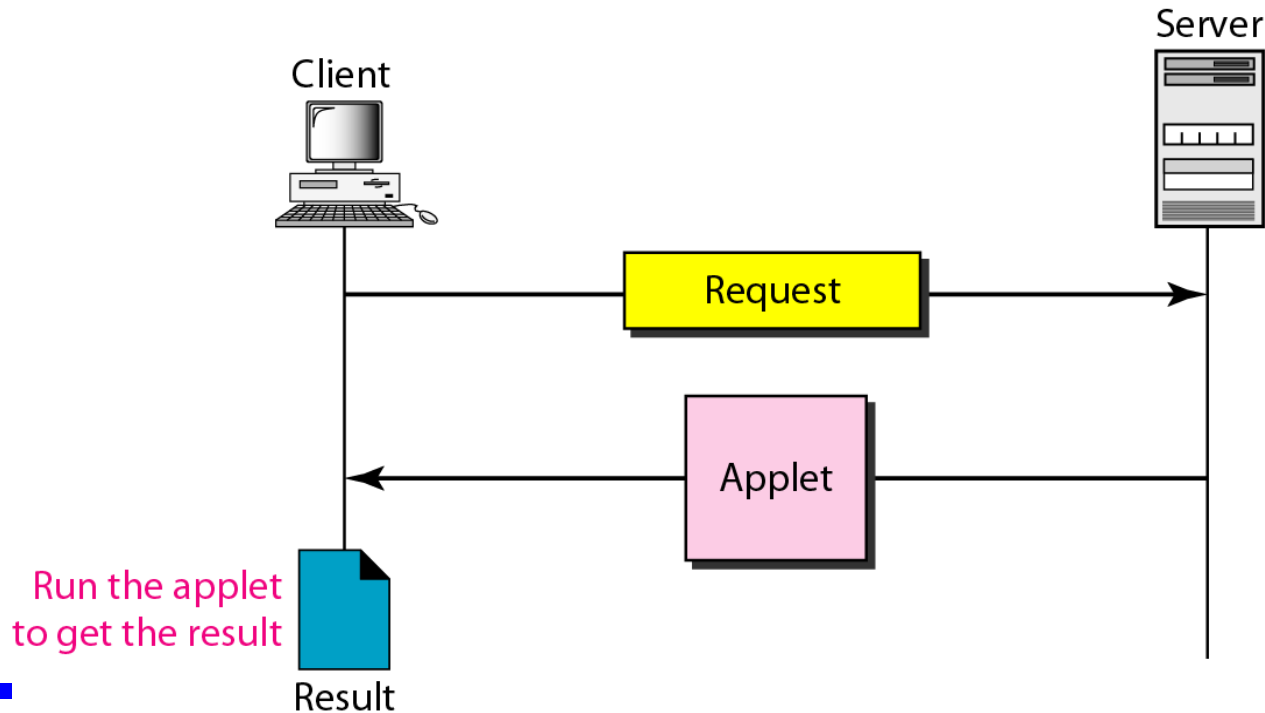 Server
Client
Request
Applet
Run the applet
to get the result
Result